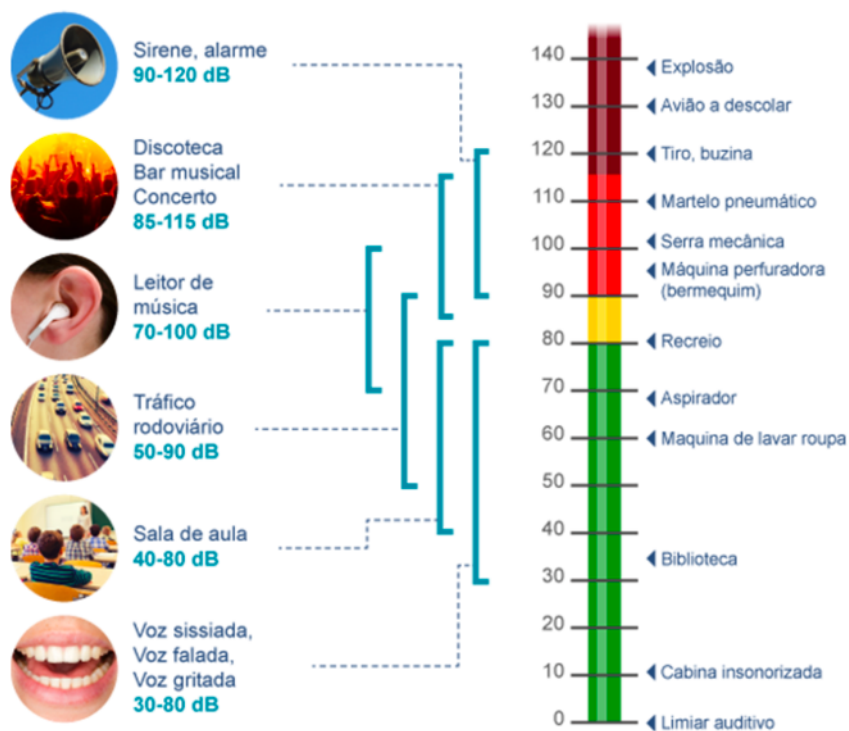 Sirene, alarme
90-120 dB
Discoteca
Bar musical
Concerto
85-115 dB
Leitor de
música
70-100 dB
Tráfico
rodoviário
50-90 dB
Sala de aula
40-80 dB
Voz sissiada,
Voz falada,
Voz gritada
30-80 dB
140
130
120
110
100
90
80
70
60
50
40
30
20
10
0
Explosão
Avião a descolar
Tiro, buzina
Martelo pneumático
Serra mecânica
Máquina perfuradora
(bermequim)
Recreio
Aspirador
Maquina de lavar roupa
Biblioteca
Cabina insonorizada
Limiar auditivo